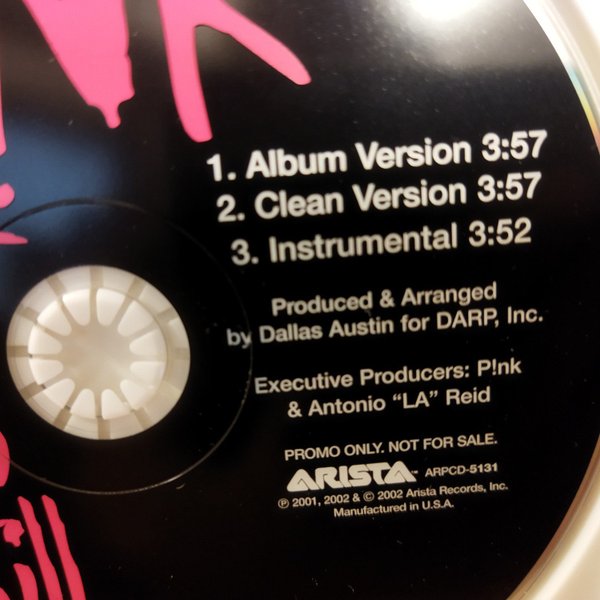 1. Album Version 3:57
2. Clean Version 3:57
3. Instrumental 3:52
Produced & Arranged
by Dallas Austin for DARP, Inc.
Executive Producers: P!nk
& Antonio “LA” Reid
PROMO ONLY. NOT FOR SALE.
ARISTA™ ARPCD-5131
℗ 2001, 2002 & © 2002 Arista Records, Inc.
Manufactured in U.S.A.